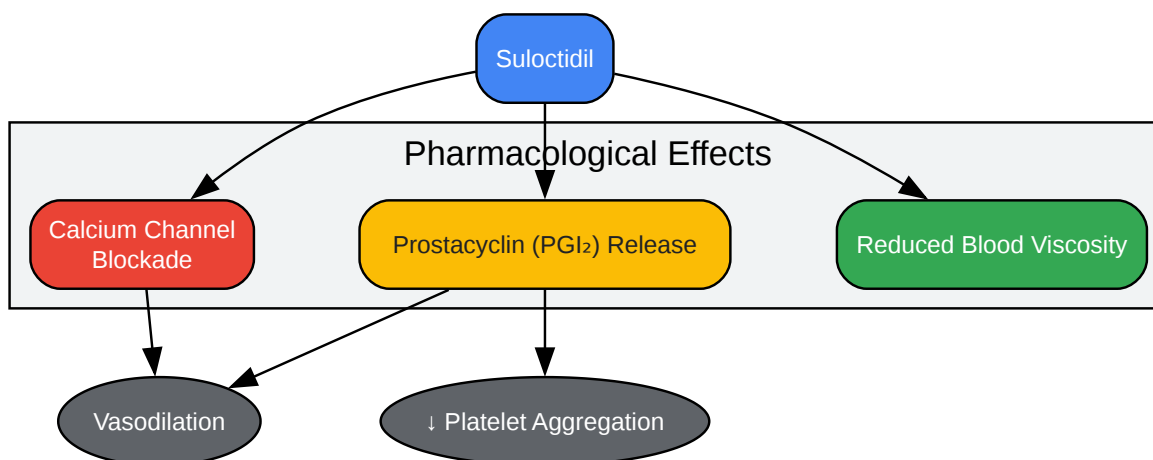 Suloctidil
Pharmacological Effects
Calcium Channel
Blockade
Prostacyclin (PGI₂) Release
Reduced Blood Viscosity
Vasodilation
↓ Platelet Aggregation